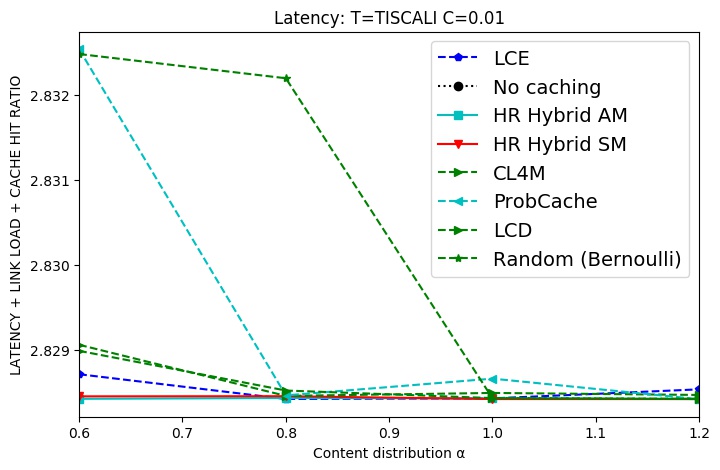 Latency: T=TISCALI C=0.01
LATENCY + LINK LOAD + CACHE HIT RATIO
2.832
2.831
2.830
2.829
LCE
No caching
HR Hybrid AM
HR Hybrid SM
CL4M
ProbCache
LCD
Random (Bernoulli)
0.6 0.7 0.8 0.9 1.0 1.1 1.2
Content distribution α